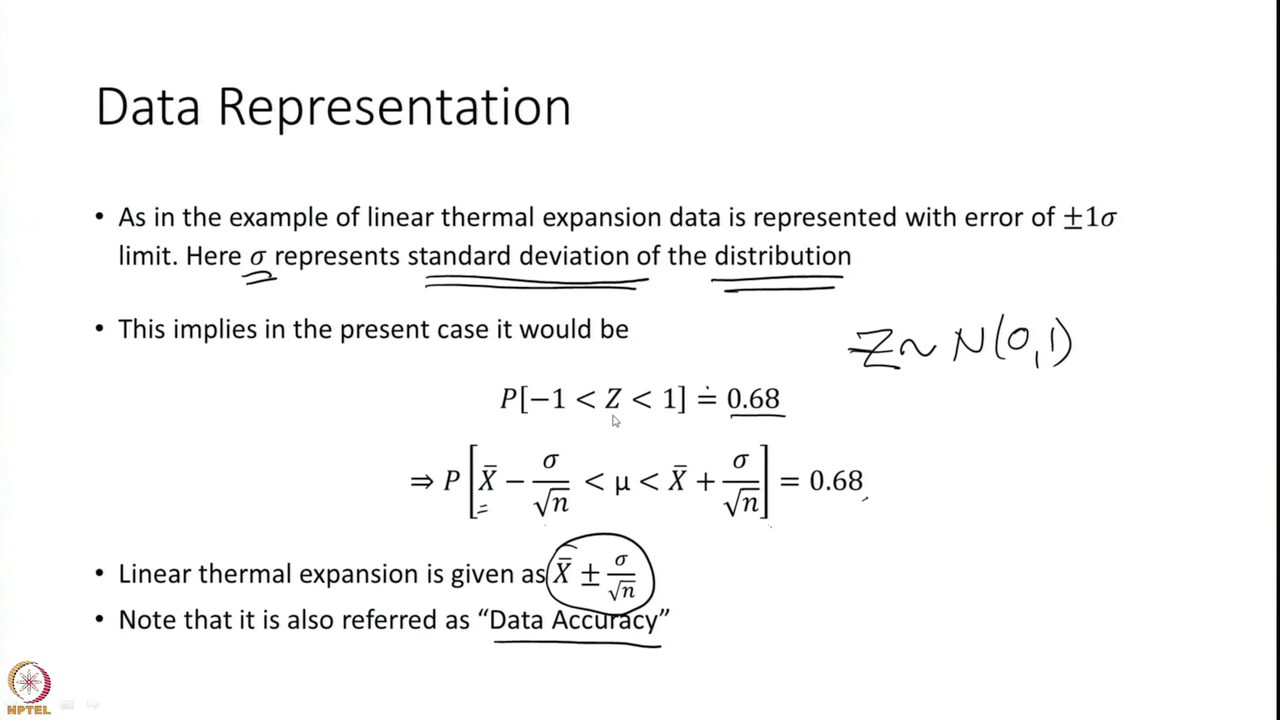 Data Representation
• As in the example of linear thermal expansion data is represented with error of ±1σ
limit. Here σ represents standard deviation of the distribution
• This implies in the present case it would be
Z ~ N(0,1)
P[−1 < Z < 1] ≐ 0.68
⇒ P[X̄ − σ/√n < μ < X̄ + σ/√n] = 0.68
• Linear thermal expansion is given as X̄ ± σ/√n
• Note that it is also referred as “Data Accuracy”
NPTEL